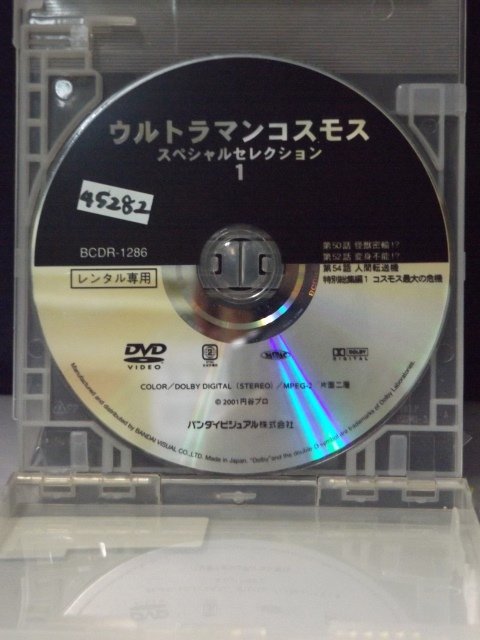 ウルトラマンコスモス
スペシャルセレクション
1
45282
BCDR-1286
レンタル専用
第50話 怪獣密輸!?
第52話 変身不能!?
第54話 人間転送機
特別総集編1 コスモス最大の危機
DVD
VIDEO
DOLBY
DIGITAL
COLOR/DOLBY DIGITAL (STEREO)/MPEG-2 片面二層
© 2001 円谷プロ
バンダイビジュアル株式会社
Manufactured and distributed by BANDAI VISUAL CO.,LTD. Made in Japan. "Dolby" and the double-D symbol are trademarks of Dolby Laboratories.